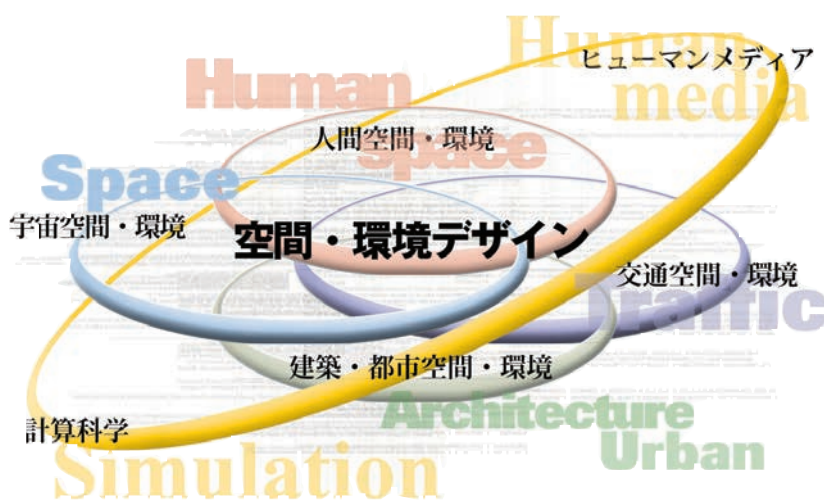 Human
media
ヒューマンメディア
Human
space
人間空間・環境
Space
宇宙空間・環境
空間・環境デザイン
交通空間・環境
Traffic
建築・都市空間・環境
Architecture
Urban
計算科学
Simulation